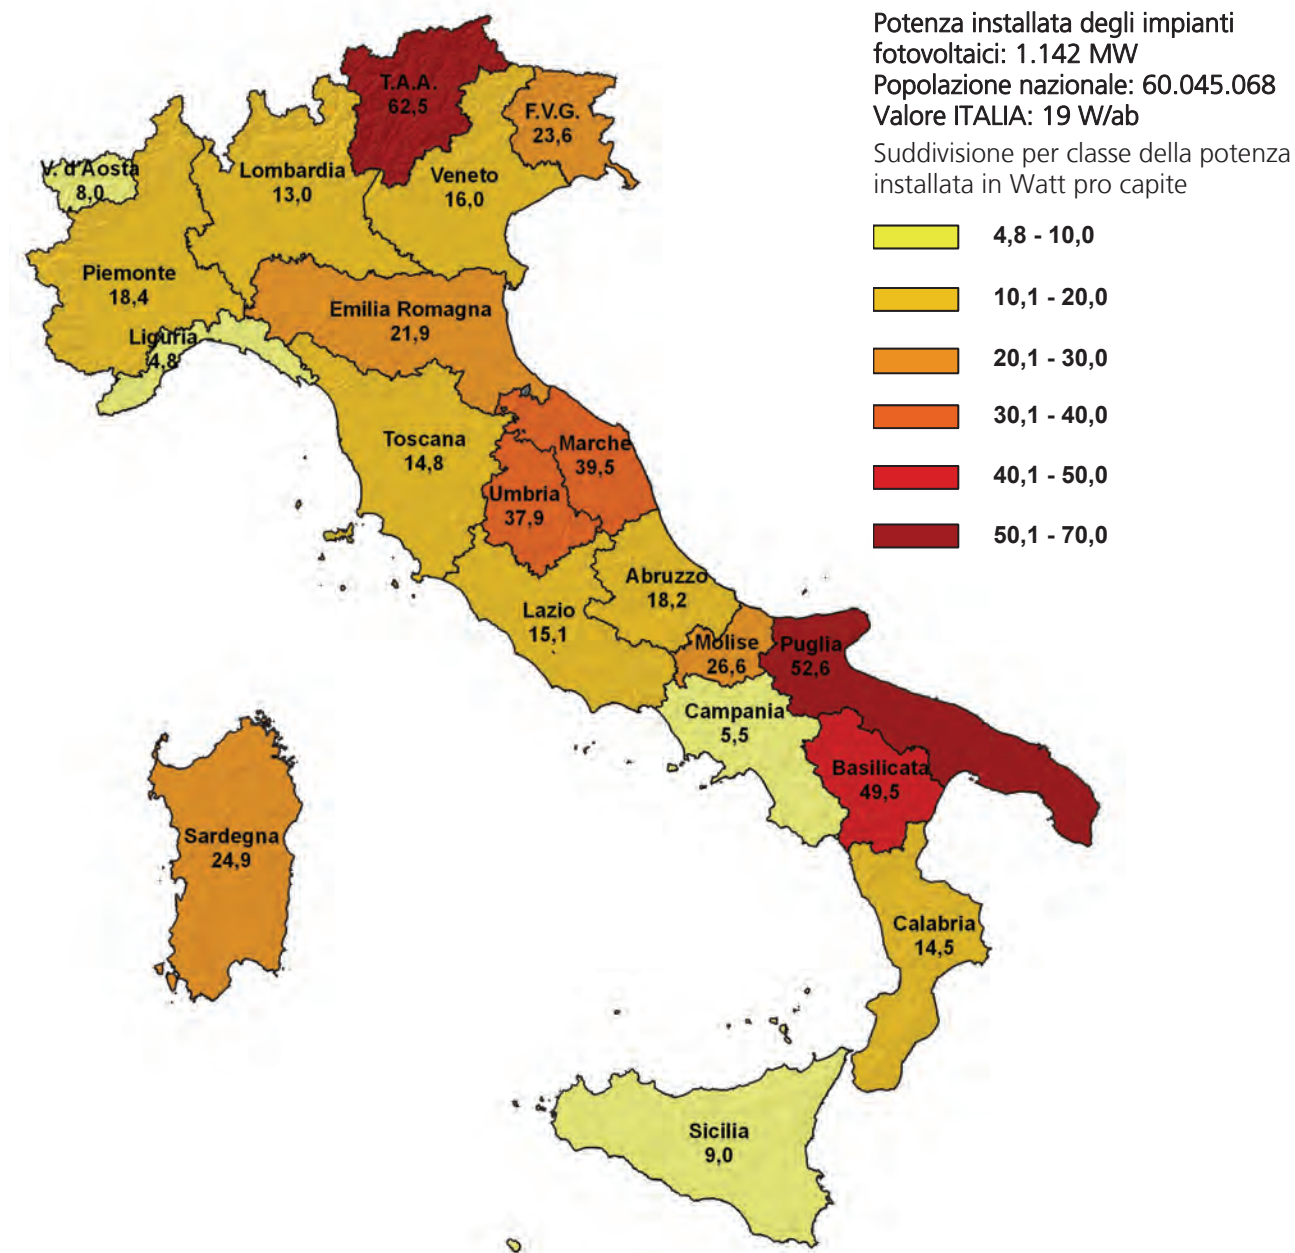 Potenza installata degli impianti
fotovoltaici: 1.142 MW
Popolazione nazionale: 60.045.068
Valore ITALIA: 19 W/ab
Suddivisione per classe della potenza
installata in Watt pro capite
4,8 - 10,0
10,1 - 20,0
20,1 - 30,0
30,1 - 40,0
40,1 - 50,0
50,1 - 70,0
T.A.A.
62,5
F.V.G.
23,6
V. d'Aosta
8,0
Lombardia
13,0
Veneto
16,0
Piemonte
18,4
Emilia Romagna
21,9
Liguria
4,8
Toscana
14,8
Marche
39,5
Umbria
37,9
Abruzzo
18,2
Lazio
15,1
Molise
26,6
Puglia
52,6
Campania
5,5
Basilicata
49,5
Sardegna
24,9
Calabria
14,5
Sicilia
9,0